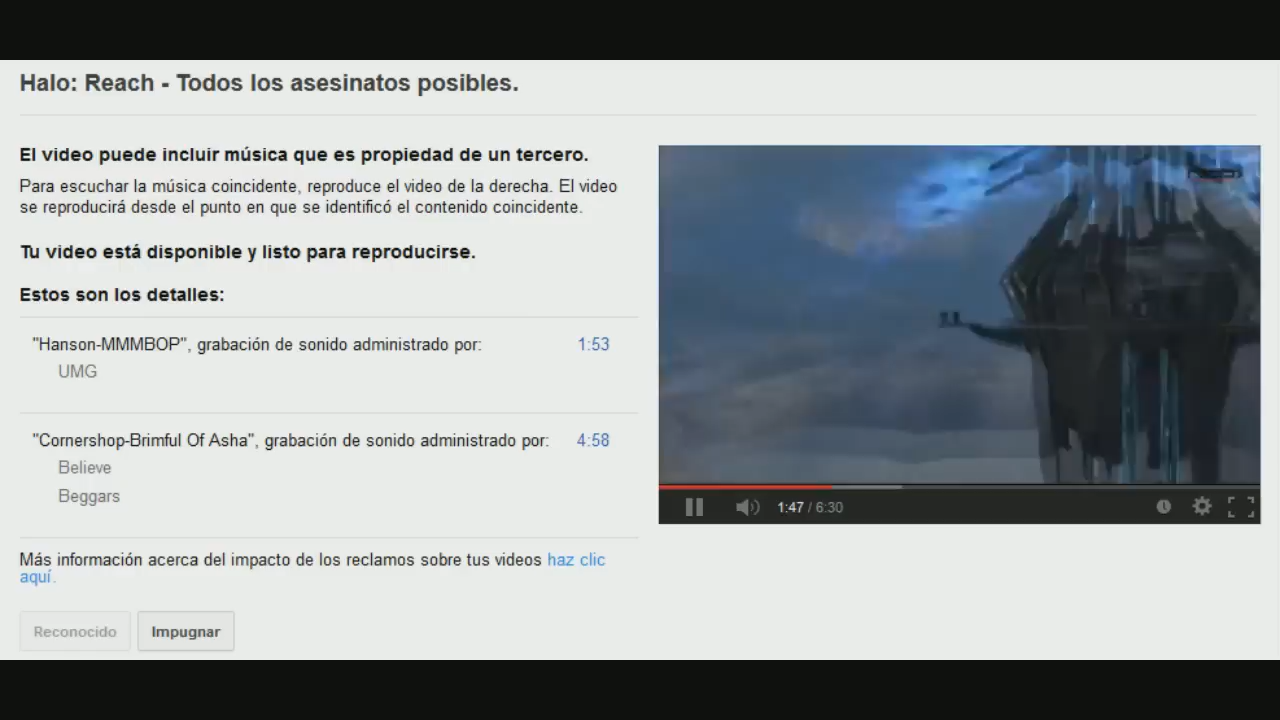 Halo: Reach - Todos los asesinatos posibles.
El video puede incluir música que es propiedad de un tercero.
Para escuchar la música coincidente, reproduce el video de la derecha. El video
se reproducirá desde el punto en que se identificó el contenido coincidente.
Tu video está disponible y listo para reproducirse.
Estos son los detalles:
"Hanson-MMMBOP", grabación de sonido administrado por: 1:53
UMG
"Cornershop-Brimful Of Asha", grabación de sonido administrado por: 4:58
Believe
Beggars
Más información acerca del impacto de los reclamos sobre tus videos haz clic
aquí.
Reconocido Impugnar
1:47 / 6:30